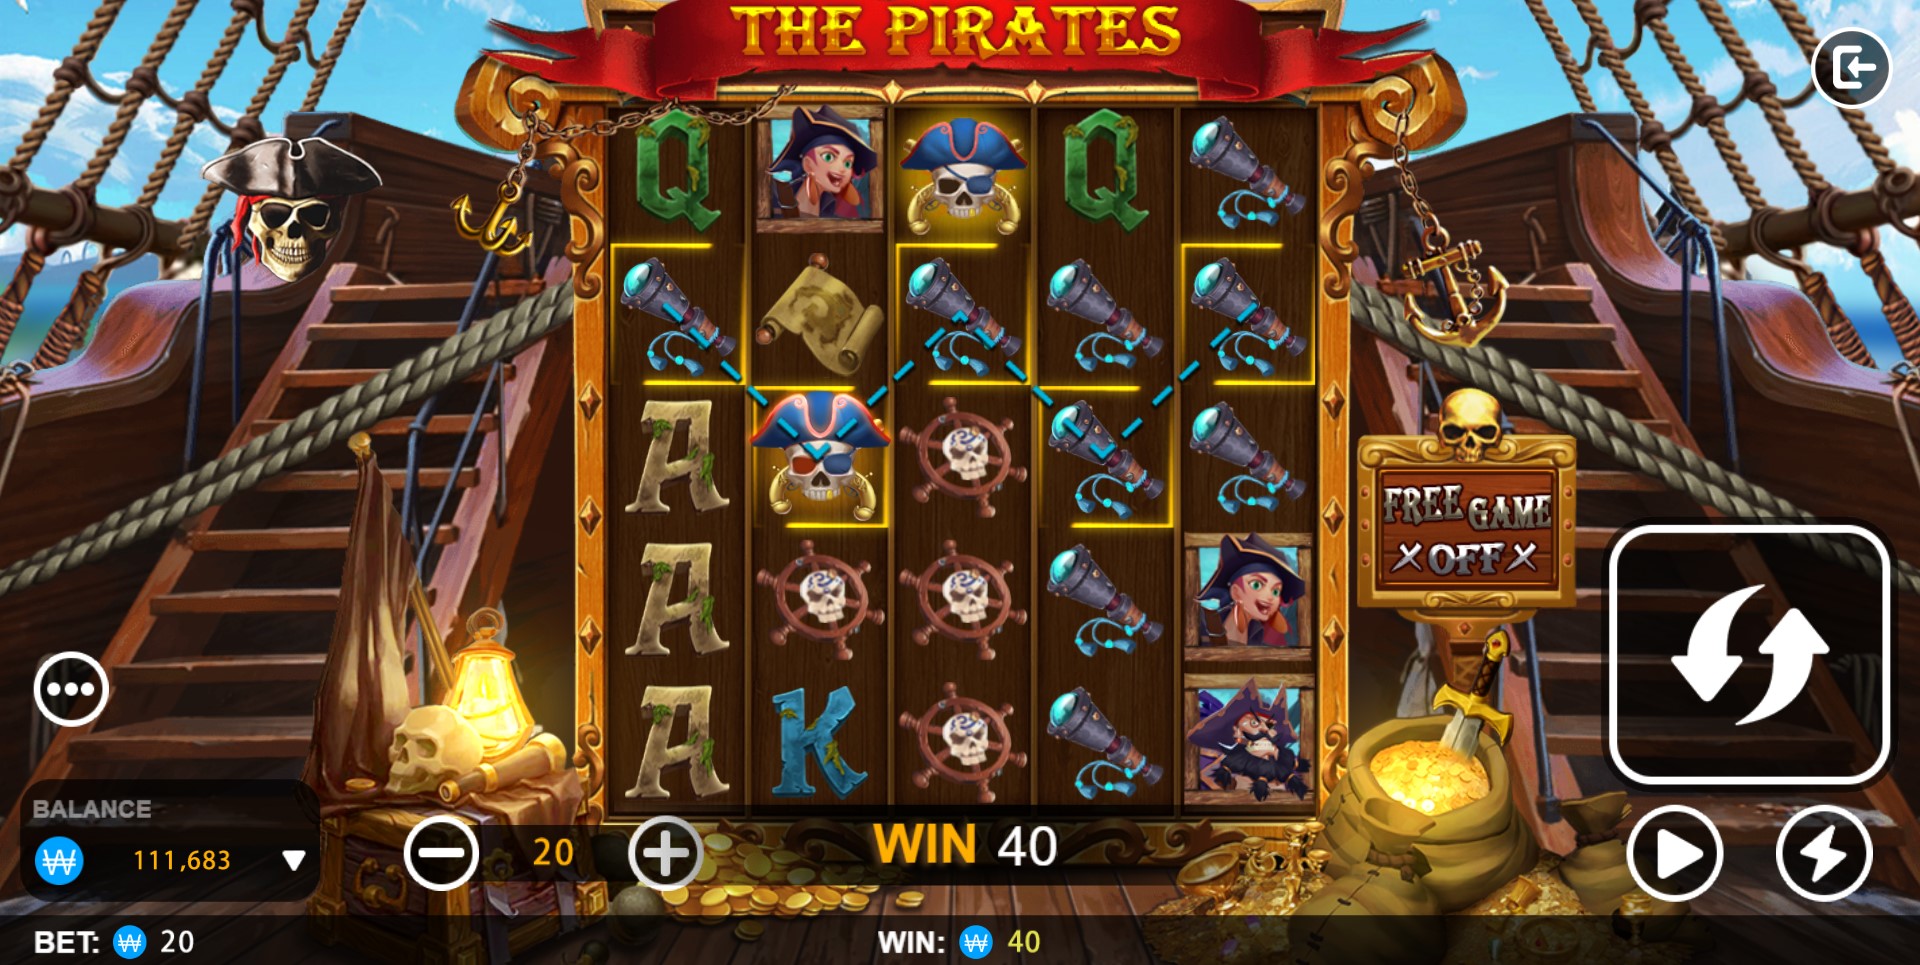 THE PIRATES
Q
Q
A
FREE GAME
OFF
A
A
K
BALANCE
₩ 111,683
20
WIN 40
BET: ₩ 20
WIN: ₩ 40